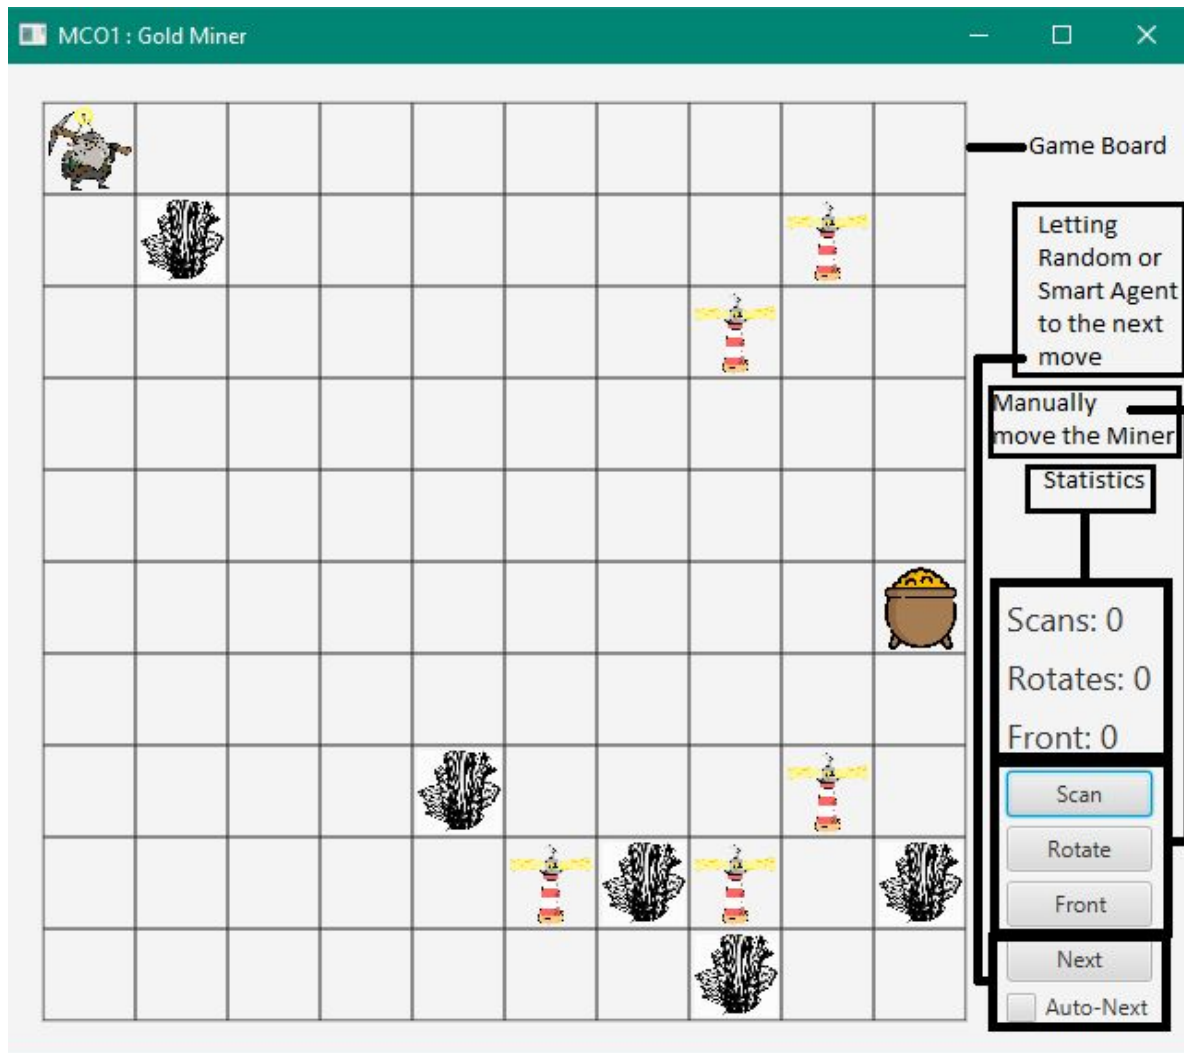 MCO1 : Gold Miner
Game Board
Letting
Random or
Smart Agent
to the next
move
Manually
move the Miner
Statistics
Scans: 0
Rotates: 0
Front: 0
Scan
Rotate
Front
Next
Auto-Next